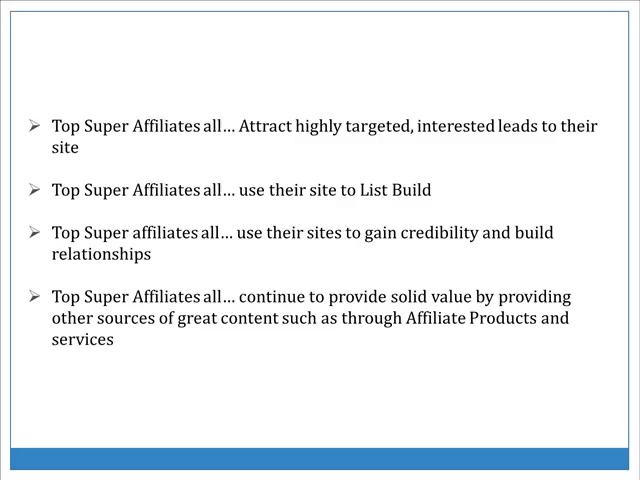 Top Super Affiliates all… Attract highly targeted, interested leads to their
site
Top Super Affiliates all… use their site to List Build
Top Super affiliates all… use their sites to gain credibility and build
relationships
Top Super Affiliates all… continue to provide solid value by providing
other sources of great content such as through Affiliate Products and
services